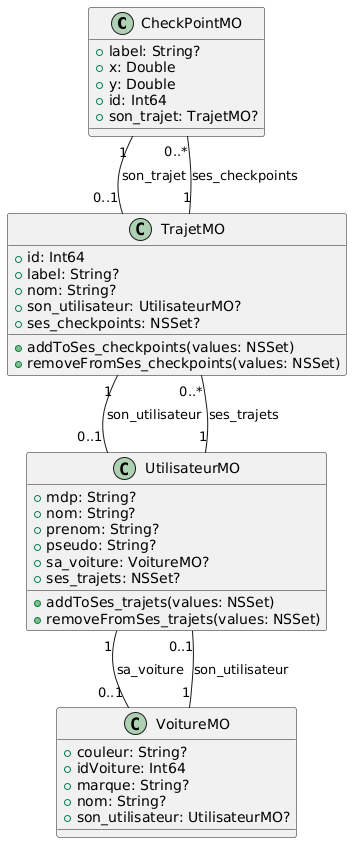 C CheckPointMO
label: String?
x: Double
y: Double
id: Int64
son_trajet: TrajetMO?
1 0..*
son_trajet ses_checkpoints
0..1 1
C TrajetMO
id: Int64
label: String?
nom: String?
son_utilisateur: UtilisateurMO?
ses_checkpoints: NSSet?
addToSes_checkpoints(values: NSSet)
removeFromSes_checkpoints(values: NSSet)
1 0..*
son_utilisateur ses_trajets
0..1 1
C UtilisateurMO
mdp: String?
nom: String?
prenom: String?
pseudo: String?
sa_voiture: VoitureMO?
ses_trajets: NSSet?
addToSes_trajets(values: NSSet)
removeFromSes_trajets(values: NSSet)
1 0..1
sa_voiture son_utilisateur
0..1 1
C VoitureMO
couleur: String?
idVoiture: Int64
marque: String?
nom: String?
son_utilisateur: UtilisateurMO?